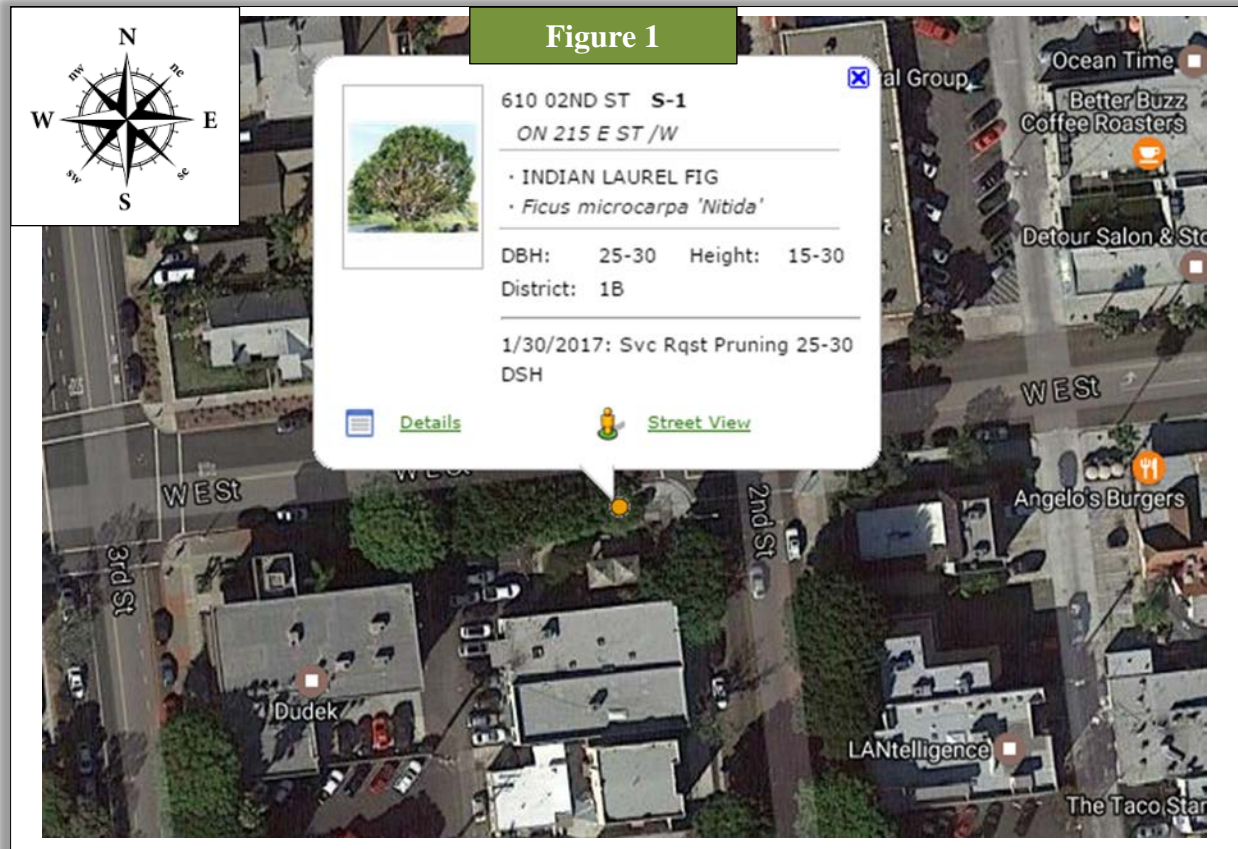 Figure 1
N
nw
ne
W
E
sw
se
S
610 02ND ST S-1
ON 215 E ST /W
· INDIAN LAUREL FIG
· Ficus microcarpa 'Nitida'
DBH: 25-30 Height: 15-30
District: 1B
1/30/2017: Svc Rqst Pruning 25-30
DSH
Details
Street View
al Group
Ocean Time
Better Buzz
Coffee Roasters
Detour Salon & Sto
W E St
W E St
W E St
Angelo's Burgers
2nd St
3rd St
Dudek
LANtelligence
The Taco Star